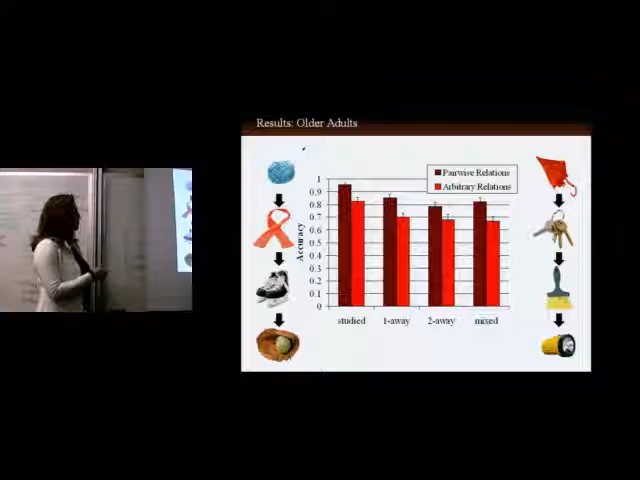 Results: Older Adults
Pairwise Relations
Arbitrary Relations
Accuracy
1
0.9
0.8
0.7
0.6
0.5
0.4
0.3
0.2
0.1
0
studied
1-away
2-away
mixed